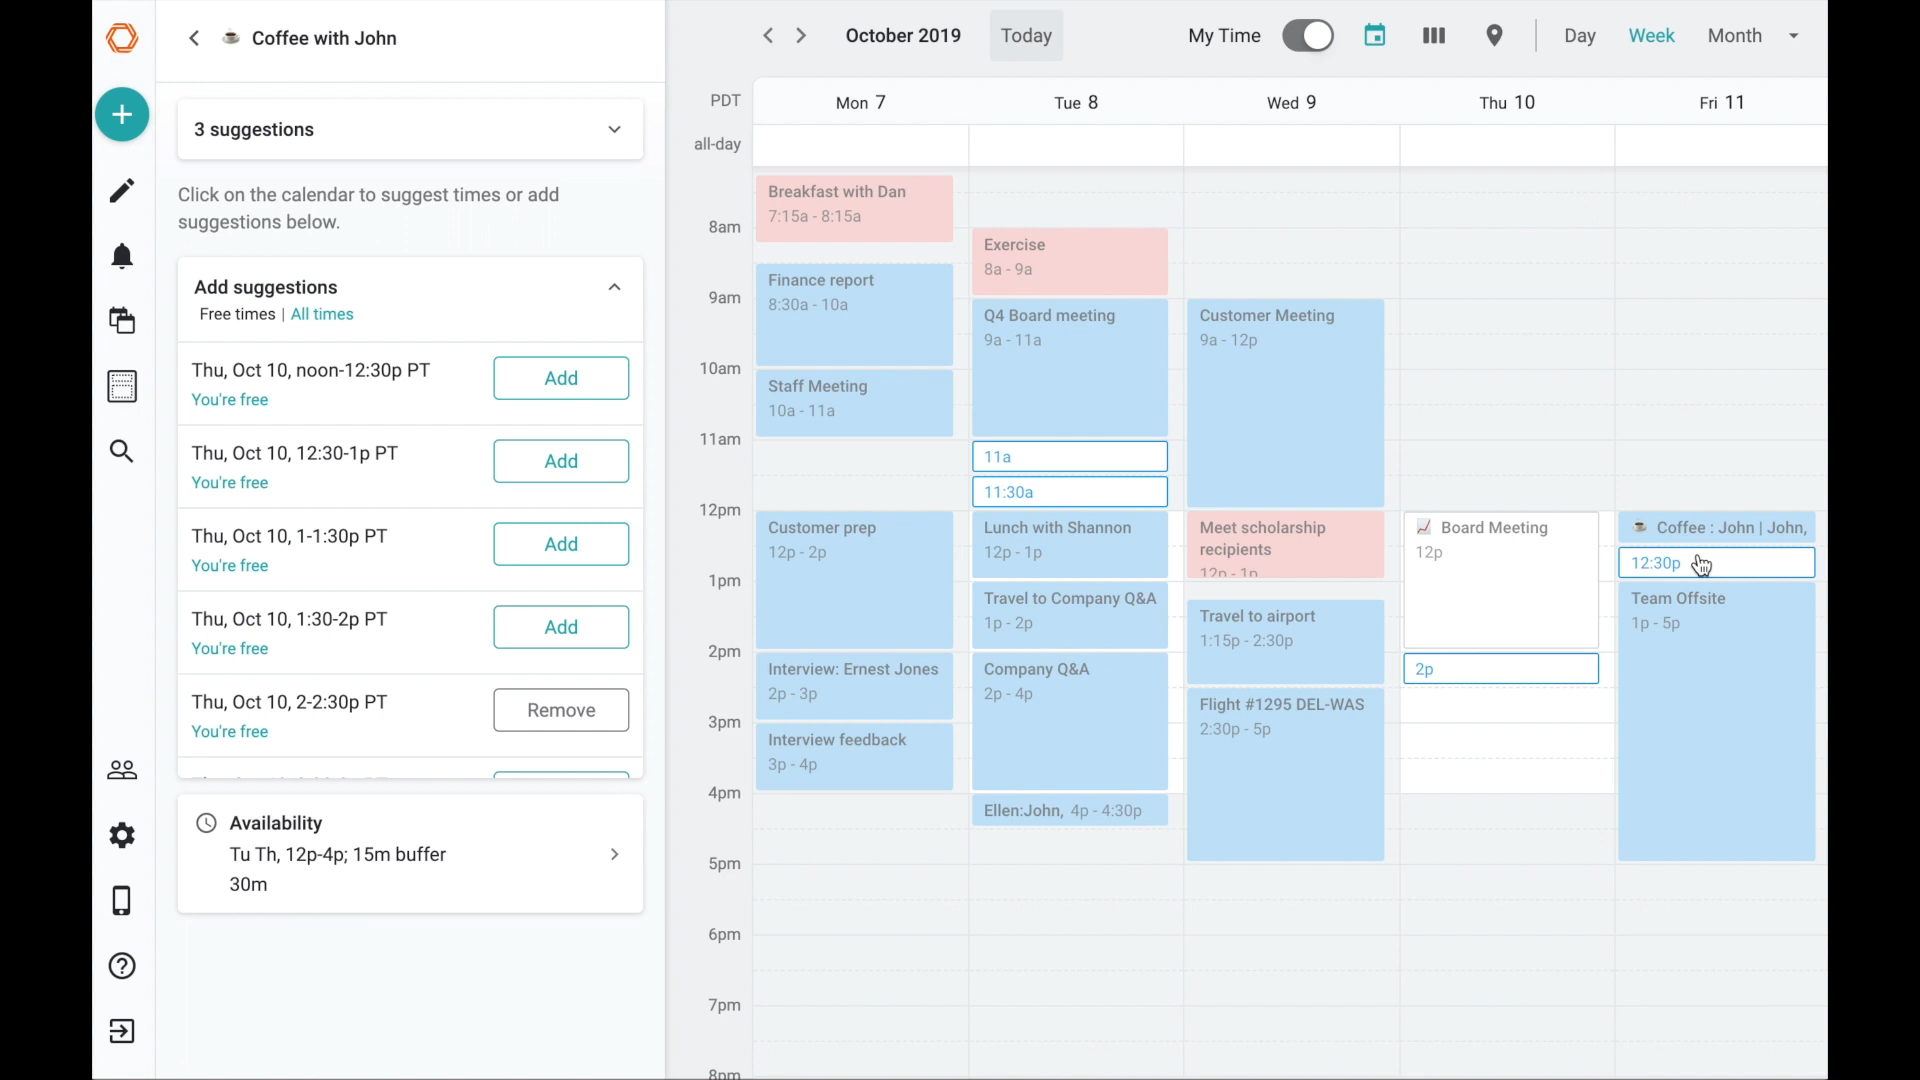 Coffee with John
3 suggestions
Click on the calendar to suggest times or add
suggestions below.
Add suggestions
Free times | All times
Thu, Oct 10, noon-12:30p PT
You're free
Add
Thu, Oct 10, 12:30-1p PT
You're free
Add
Thu, Oct 10, 1-1:30p PT
You're free
Add
Thu, Oct 10, 1:30-2p PT
You're free
Add
Thu, Oct 10, 2-2:30p PT
You're free
Remove
Availability
Tu Th, 12p-4p; 15m buffer
30m
October 2019
Today
My Time
Day
Week
Month
PDT
Mon 7
Tue 8
Wed 9
Thu 10
Fri 11
all-day
8am
9am
10am
11am
12pm
1pm
2pm
3pm
4pm
5pm
6pm
7pm
8pm
Breakfast with Dan
7:15a - 8:15a
Finance report
8:30a - 10a
Staff Meeting
10a - 11a
Customer prep
12p - 2p
Interview: Ernest Jones
2p - 3p
Interview feedback
3p - 4p
Exercise
8a - 9a
Q4 Board meeting
9a - 11a
11a
11:30a
Lunch with Shannon
12p - 1p
Travel to Company Q&A
1p - 2p
Company Q&A
2p - 4p
Ellen:John, 4p - 4:30p
Customer Meeting
9a - 12p
Meet scholarship
recipients
12p - 1p
Travel to airport
1:15p - 2:30p
Flight #1295 DEL-WAS
2:30p - 5p
Board Meeting
12p
2p
Coffee : John | John,
12:30p
Team Offsite
1p - 5p